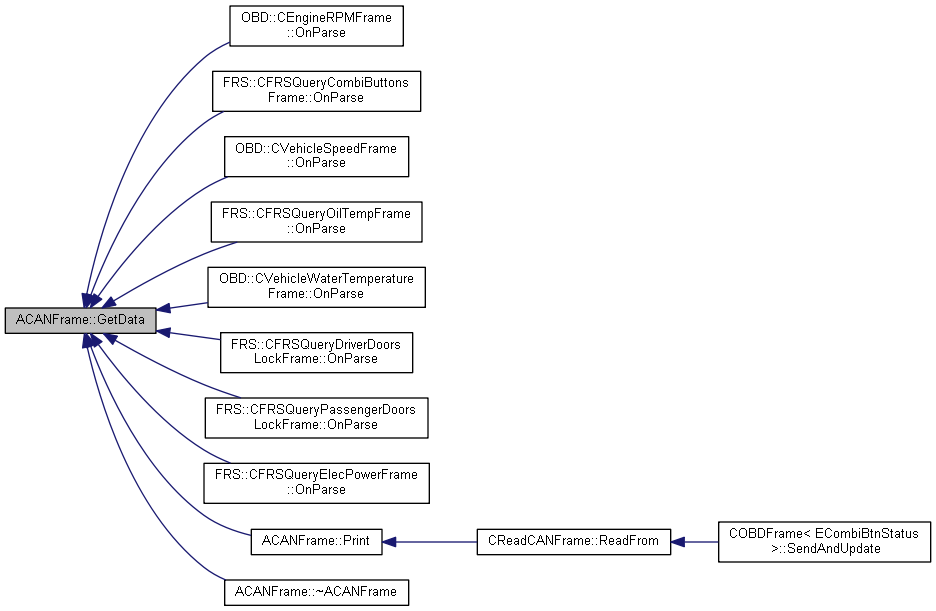 OBD::CEngineRPMFrame
::OnParse
FRS::CFRSQueryCombiButtons
Frame::OnParse
OBD::CVehicleSpeedFrame
::OnParse
FRS::CFRSQueryOilTempFrame
::OnParse
OBD::CVehicleWaterTemperature
Frame::OnParse
ACANFrame::GetData
FRS::CFRSQueryDriverDoors
LockFrame::OnParse
FRS::CFRSQueryPassengerDoors
LockFrame::OnParse
FRS::CFRSQueryElecPowerFrame
::OnParse
ACANFrame::Print
CReadCANFrame::ReadFrom
COBDFrame< ECombiBtnStatus
>::SendAndUpdate
ACANFrame::~ACANFrame